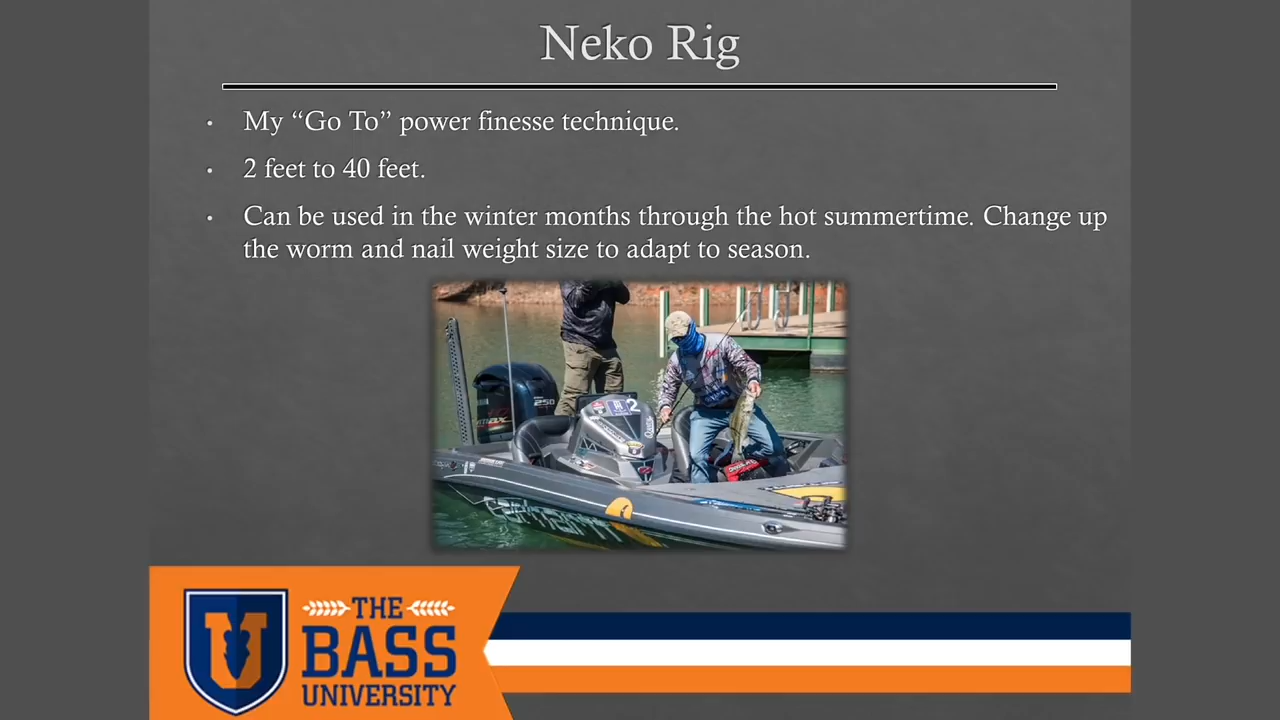 Neko Rig
• My “Go To” power finesse technique.
• 2 feet to 40 feet.
• Can be used in the winter months through the hot summertime. Change up
the worm and nail weight size to adapt to season.
250
2
THE
BASS
UNIVERSITY